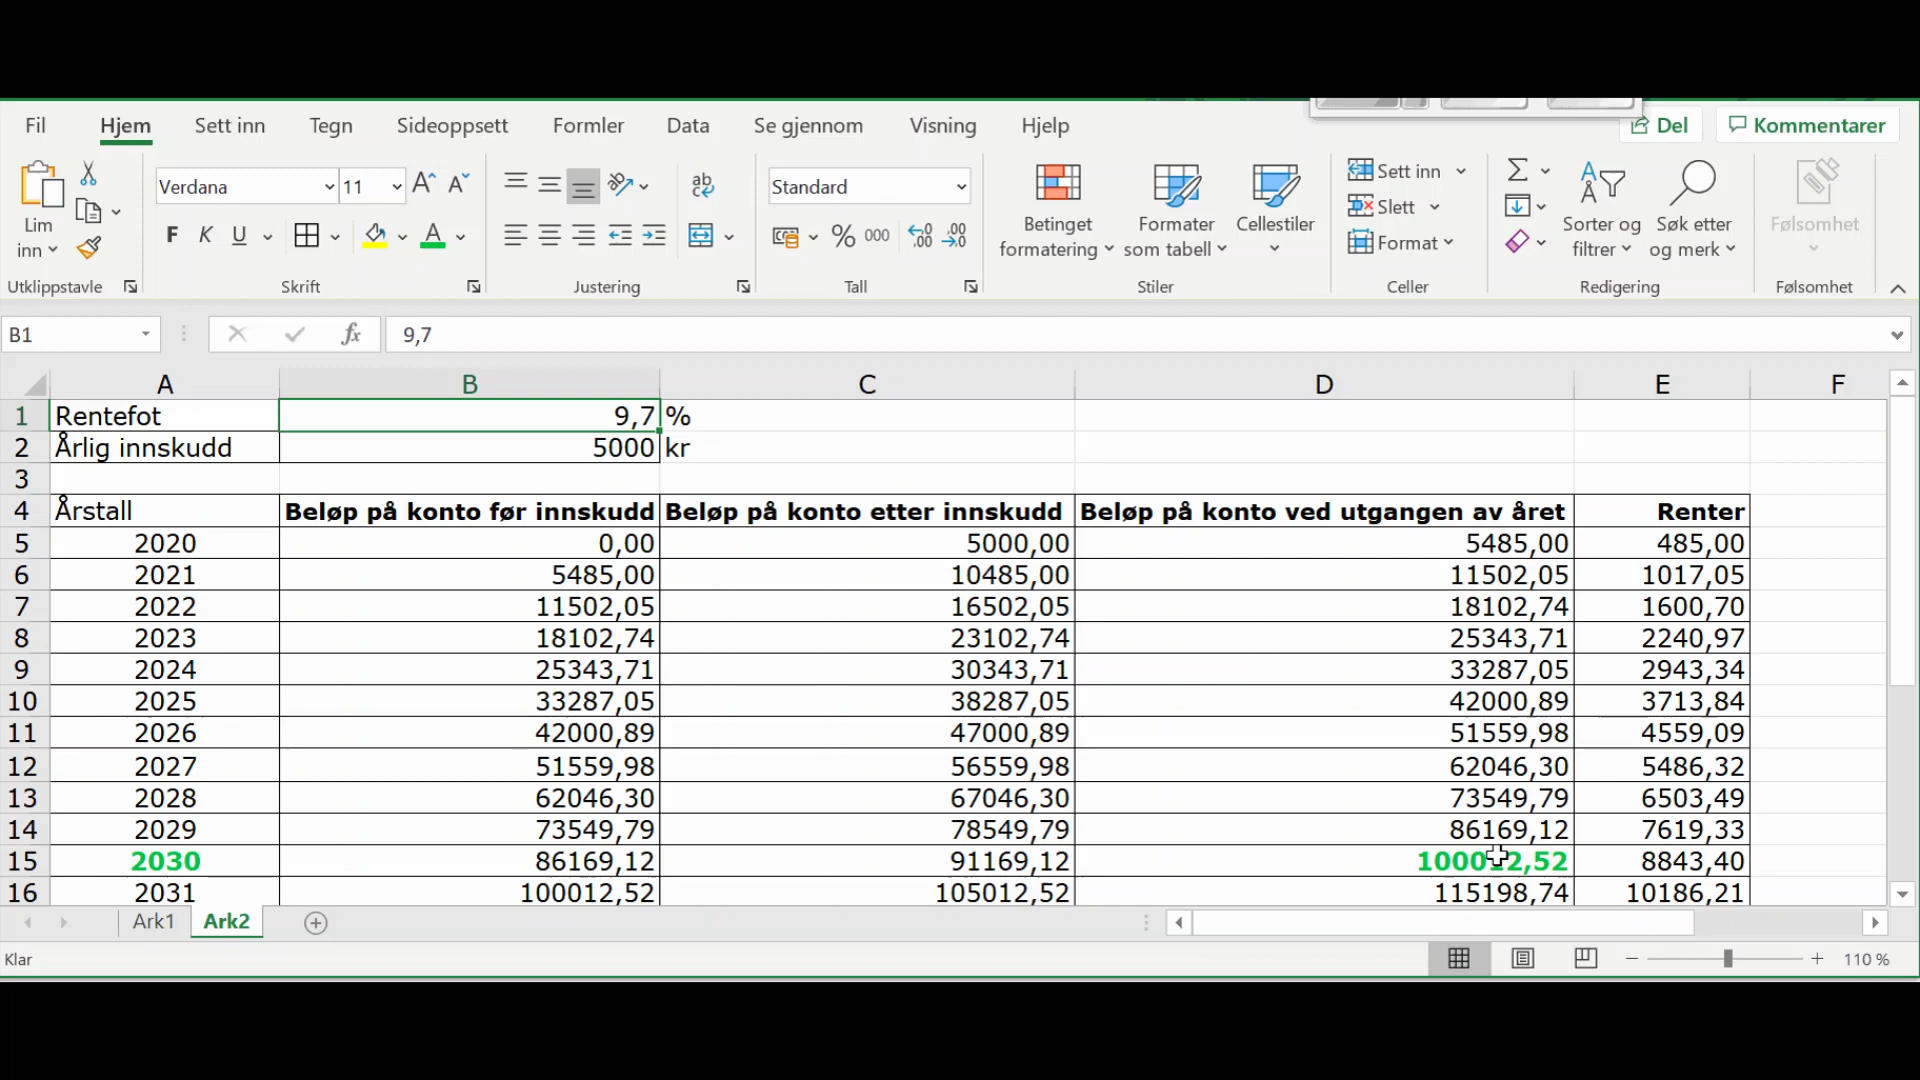 Fil Hjem Sett inn Tegn Sideoppsett Formler Data Se gjennom Visning Hjelp Del Kommentarer
Lim inn
Utklippstavle
Verdana 11
F K U A
Skrift
ab
Justering
Standard
% 000
Tall
Betinget formatering
Formater som tabell
Cellestiler
Stiler
Sett inn
Slett
Format
Celler
Sorter og filtrer
Søk etter og merk
Redigering
Følsomhet
Følsomhet
B1 fx 9,7
A B C D E F
1 Rentefot 9,7 %
2 Årlig innskudd 5000 kr
3
4 Årstall Beløp på konto før innskudd Beløp på konto etter innskudd Beløp på konto ved utgangen av året Renter
5 2020 0,00 5000,00 5485,00 485,00
6 2021 5485,00 10485,00 11502,05 1017,05
7 2022 11502,05 16502,05 18102,74 1600,70
8 2023 18102,74 23102,74 25343,71 2240,97
9 2024 25343,71 30343,71 33287,05 2943,34
10 2025 33287,05 38287,05 42000,89 3713,84
11 2026 42000,89 47000,89 51559,98 4559,09
12 2027 51559,98 56559,98 62046,30 5486,32
13 2028 62046,30 67046,30 73549,79 6503,49
14 2029 73549,79 78549,79 86169,12 7619,33
15 2030 86169,12 91169,12 100012,52 8843,40
16 2031 100012,52 105012,52 115198,74 10186,21
Ark1 Ark2
Klar 110 %